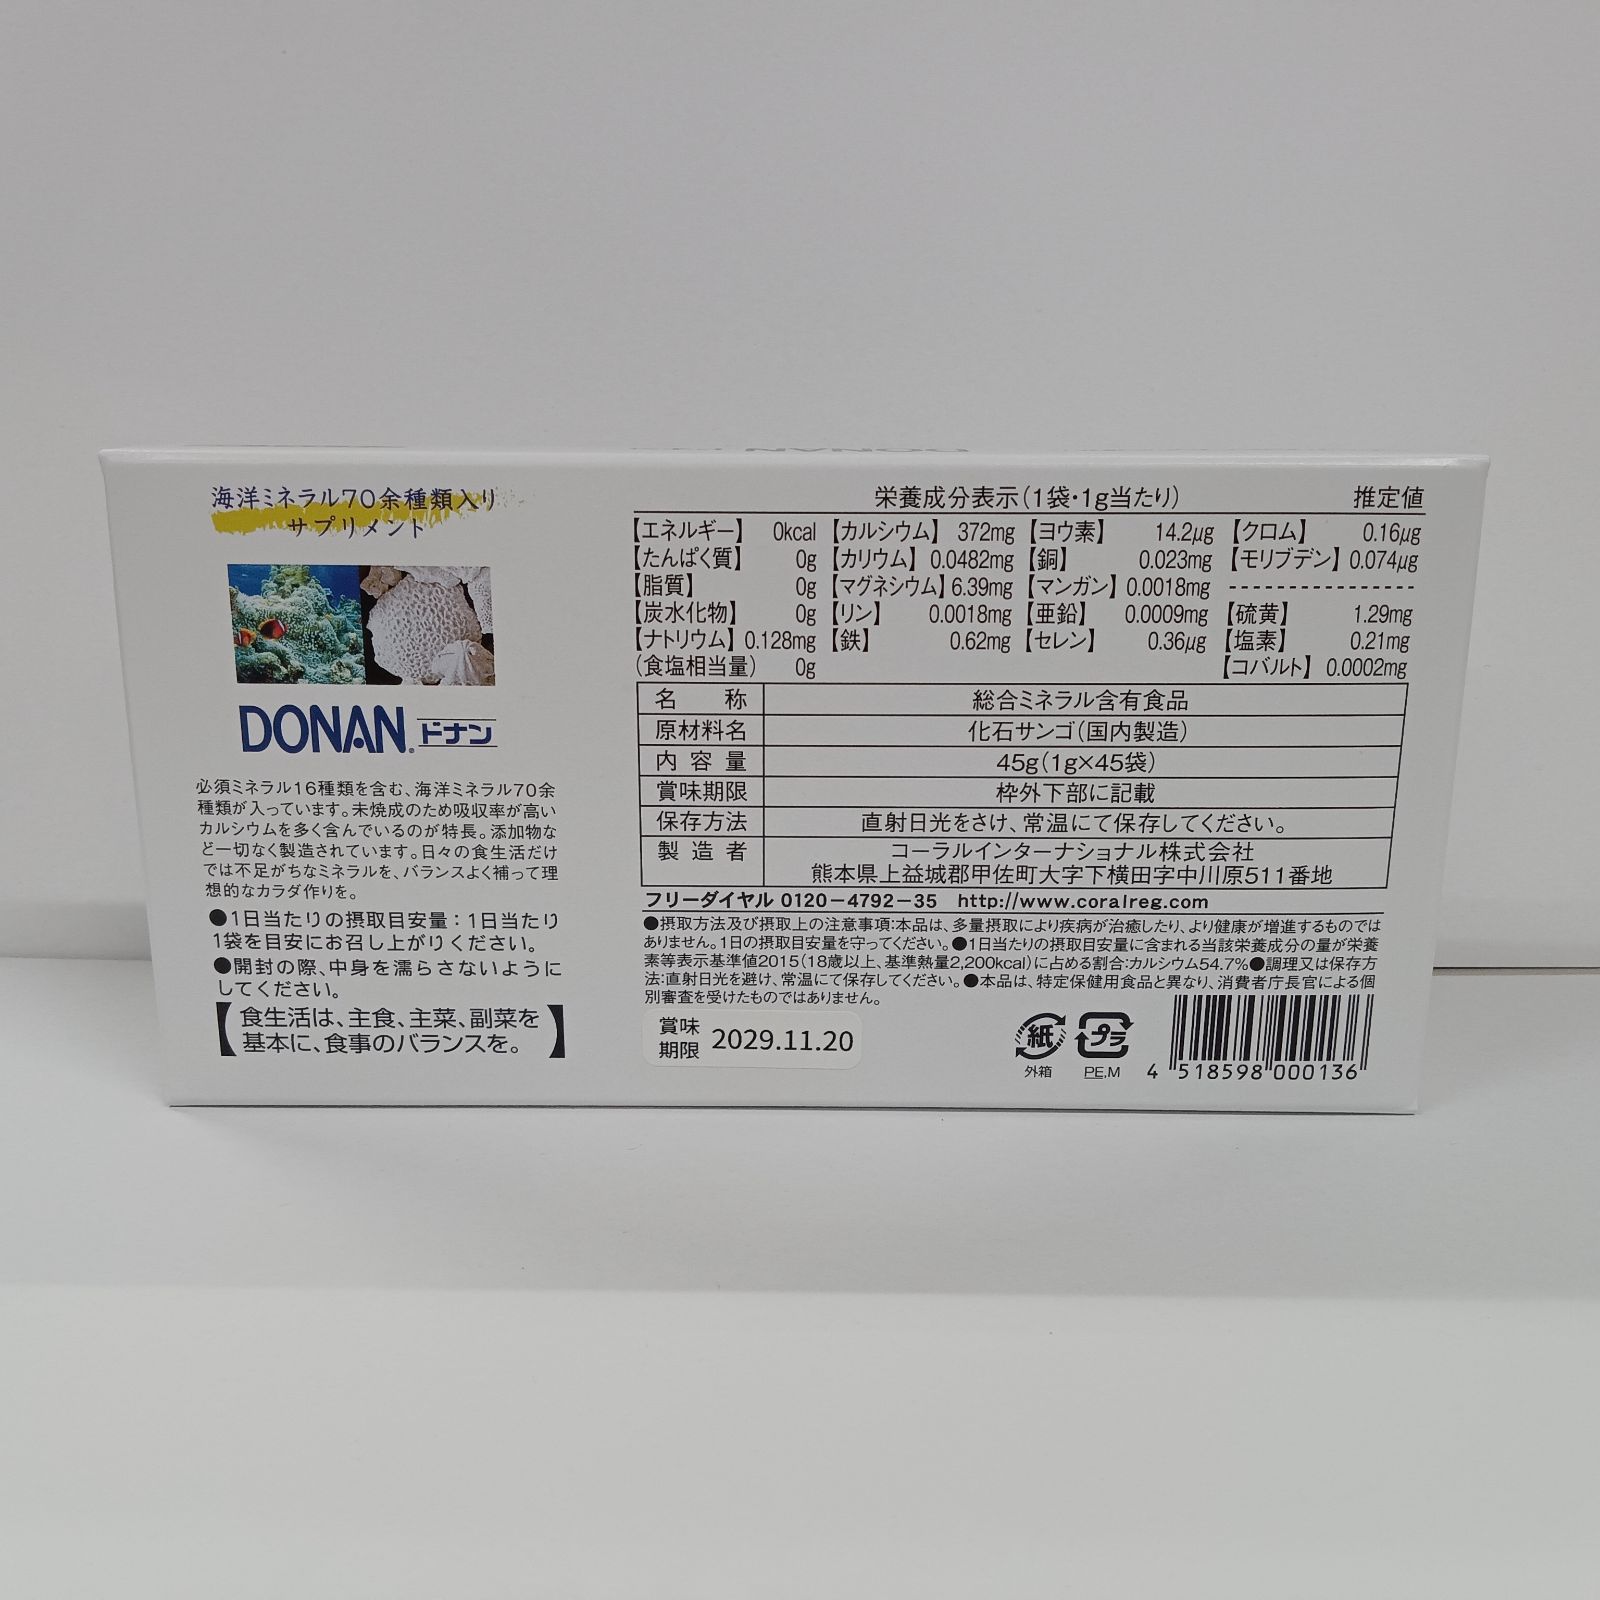 海洋ミネラル70余種類入り
サプリメント
DONAN ドナン
必須ミネラル16種類を含む、海洋ミネラル70余
種類が入っています。未焼成のため吸収率が高い
カルシウムを多く含んでいるのが特長。添加物な
ど一切なく製造されています。日々の食生活だけ
では不足がちなミネラルを、バランスよく補って理
想的なカラダ作りを。
●1日当たりの摂取目安量：1日当たり
1袋を目安にお召し上がりください。
●開封の際、中身を濡らさないように
してください。
【食生活は、主食、主菜、副菜を
基本に、食事のバランスを。】
栄養成分表示（1袋・1g当たり） 推定値
【エネルギー】 0kcal 【カルシウム】 372mg 【ヨウ素】 14.2μg 【クロム】 0.16μg
【たんぱく質】 0g 【カリウム】 0.0482mg 【銅】 0.023mg 【モリブデン】 0.074μg
【脂質】 0g 【マグネシウム】 6.39mg 【マンガン】 0.0018mg
【炭水化物】 0g 【リン】 0.0018mg 【亜鉛】 0.0009mg 【硫黄】 1.29mg
【ナトリウム】 0.128mg 【鉄】 0.62mg 【セレン】 0.36μg 【塩素】 0.21mg
（食塩相当量） 0g 【コバルト】 0.0002mg
名称 総合ミネラル含有食品
原材料名 化石サンゴ（国内製造）
内容量 45g（1g×45袋）
賞味期限 枠外下部に記載
保存方法 直射日光をさけ、常温にて保存してください。
製造者 コーラルインターナショナル株式会社
熊本県上益城郡甲佐町大字下横田字中川原511番地
フリーダイヤル 0120-4792-35 http://www.coralreg.com
●摂取方法及び摂取上の注意事項:本品は、多量摂取により疾病が治癒したり、より健康が増進するものでは
ありません。1日の摂取目安量を守ってください。●1日当たりの摂取目安量に含まれる当該栄養成分の量が栄養
素等表示基準値2015（18歳以上、基準熱量2,200kcal）に占める割合:カルシウム54.7%●調理又は保存方
法:直射日光を避け、常温にて保存してください。●本品は、特定保健用食品と異なり、消費者庁長官による個
別審査を受けたものではありません。
賞味
期限 2029.11.20
紙 プラ
外箱 PE.M
4 518598 000136